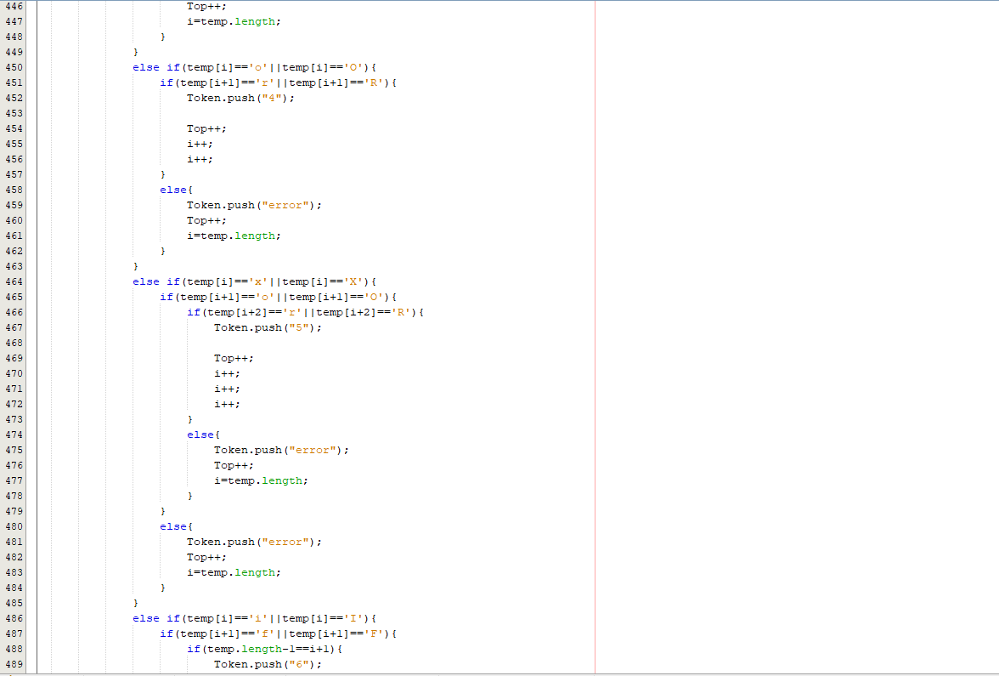 446 Top++;
447 i=temp.length;
448 }
449 }
450 else if(temp[i]=='o'||temp[i]=='O'){
451 if(temp[i+1]=='r'||temp[i+1]=='R'){
452 Token.push("4");
453
454 Top++;
455 i++;
456 i++;
457 }
458 else{
459 Token.push("error");
460 Top++;
461 i=temp.length;
462 }
463 }
464 else if(temp[i]=='x'||temp[i]=='X'){
465 if(temp[i+1]=='o'||temp[i+1]=='O'){
466 if(temp[i+2]=='r'||temp[i+2]=='R'){
467 Token.push("5");
468
469 Top++;
470 i++;
471 i++;
472 i++;
473 }
474 else{
475 Token.push("error");
476 Top++;
477 i=temp.length;
478 }
479 }
480 else{
481 Token.push("error");
482 Top++;
483 i=temp.length;
484 }
485 }
486 else if(temp[i]=='i'||temp[i]=='I'){
487 if(temp[i+1]=='f'||temp[i+1]=='F'){
488 if(temp.length-1==i+1){
489 Token.push("6");